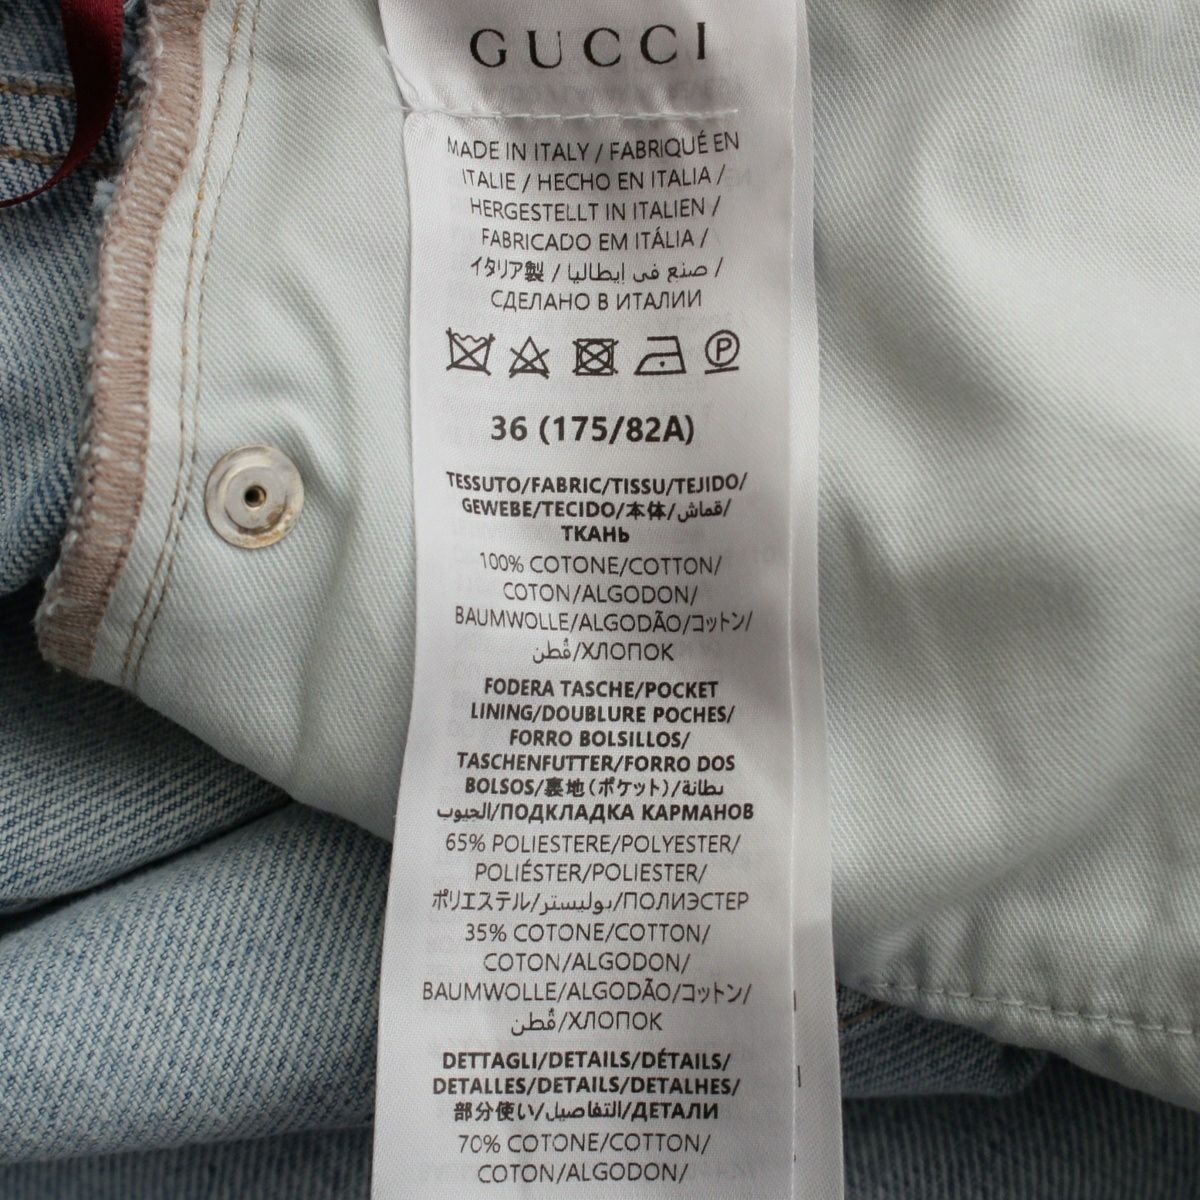 GUCCI
MADE IN ITALY / FABRIQUÉ EN
ITALIE / HECHO EN ITALIA /
HERGESTELLT IN ITALIEN /
FABRICADO EM ITÁLIA /
イタリア製 / صنع في إيطاليا /
СДЕЛАНО В ИТАЛИИ
P
36 (175/82A)
TESSUTO/FABRIC/TISSU/TEJIDO/
GEWEBE/TECIDO/本体/قماش/
ТКАНЬ
100% COTONE/COTTON/
COTON/ALGODON/
BAUMWOLLE/ALGODÃO/コットン/
قُطن/ХЛОПОК
FODERA TASCHE/POCKET
LINING/DOUBLURE POCHES/
FORRO BOLSILLOS/
TASCHENFUTTER/FORRO DOS
BOLSOS/裏地(ポケット)/بطانة
الجيوب/ПОДКЛАДКА КАРМАНОВ
65% POLIESTERE/POLYESTER/
POLIÉSTER/POLIESTER/
ポリエステル/بوليستر/ПОЛИЭСТЕР
35% COTONE/COTTON/
COTON/ALGODON/
BAUMWOLLE/ALGODÃO/コットン/
قُطن/ХЛОПОК
DETTAGLI/DETAILS/DÉTAILS/
DETALLES/DETAILS/DETALHES/
部分使い/التفاصيل/ДЕТАЛИ
70% COTONE/COTTON/
COTON/ALGODON/